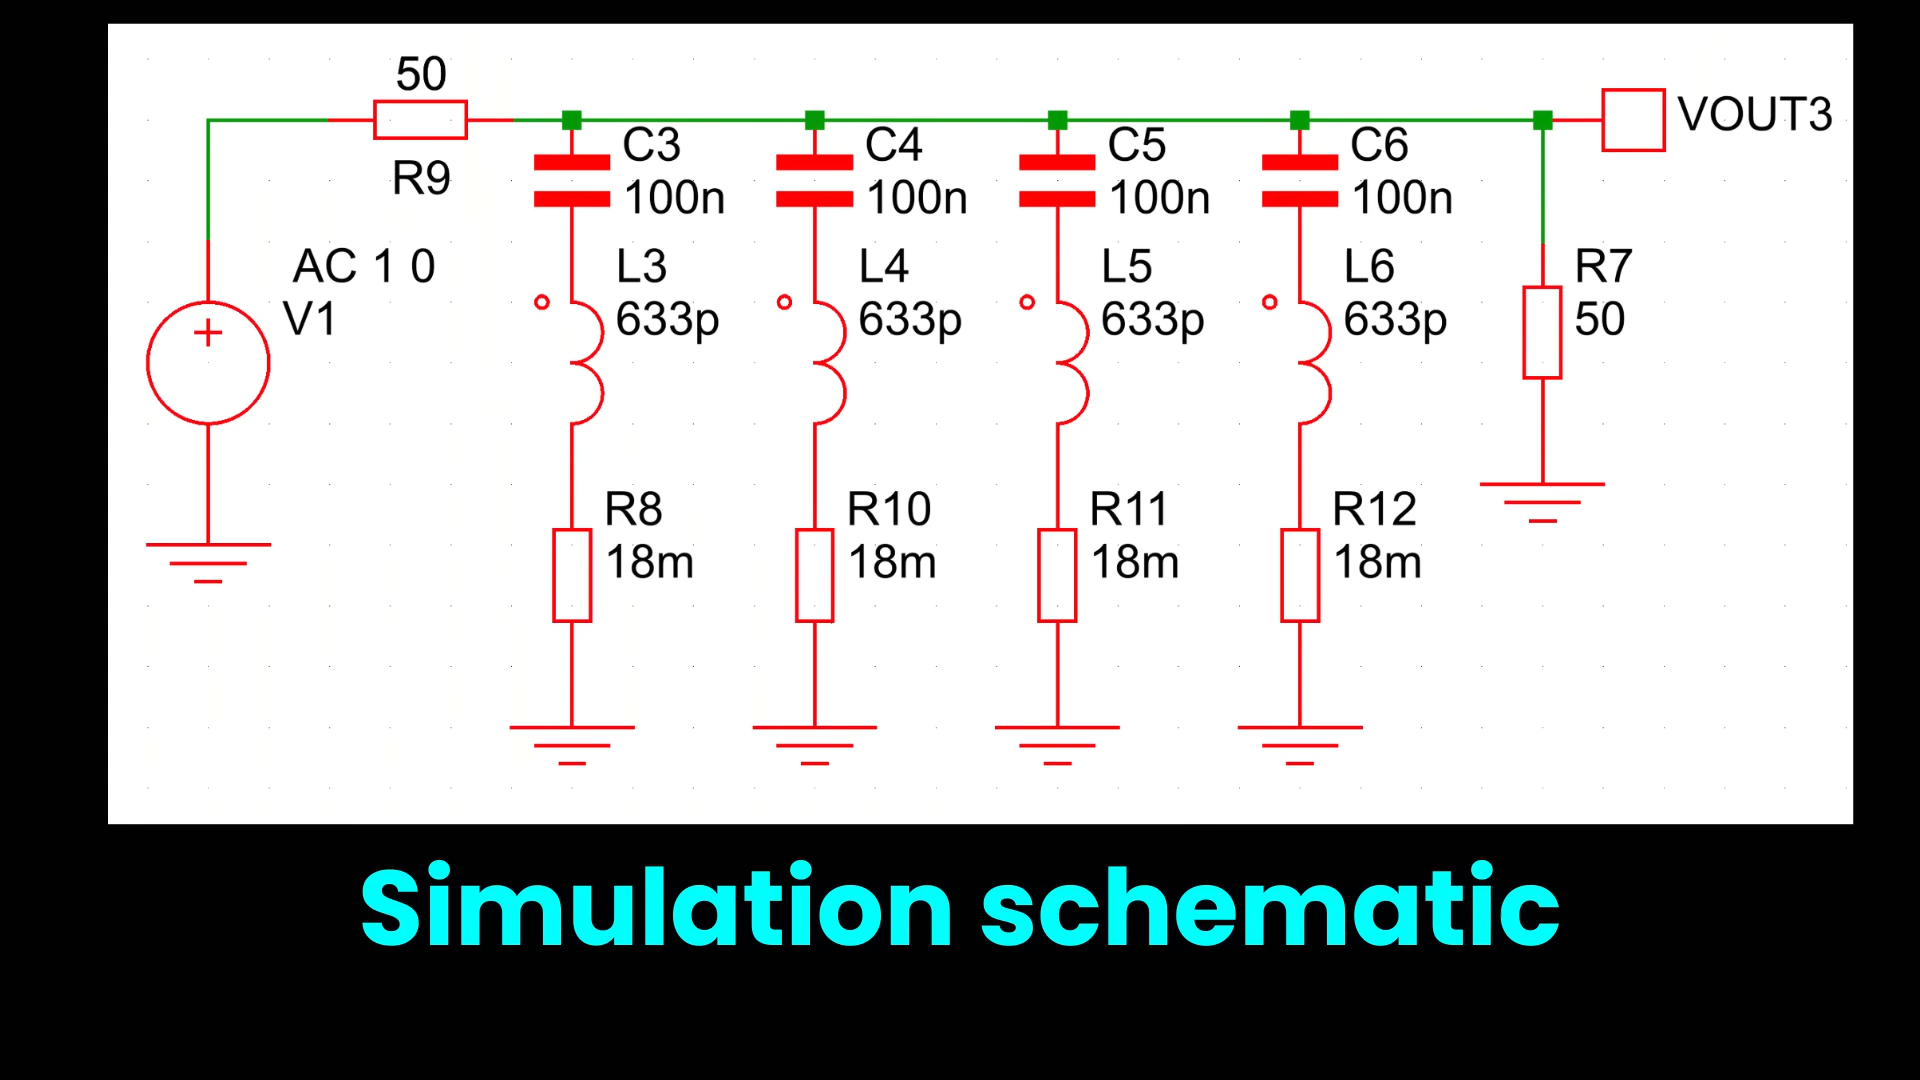 50
R9
AC 1 0
V1
C3
100n
L3
633p
R8
18m
C4
100n
L4
633p
R10
18m
C5
100n
L5
633p
R11
18m
C6
100n
L6
633p
R12
18m
VOUT3
R7
50
Simulation schematic